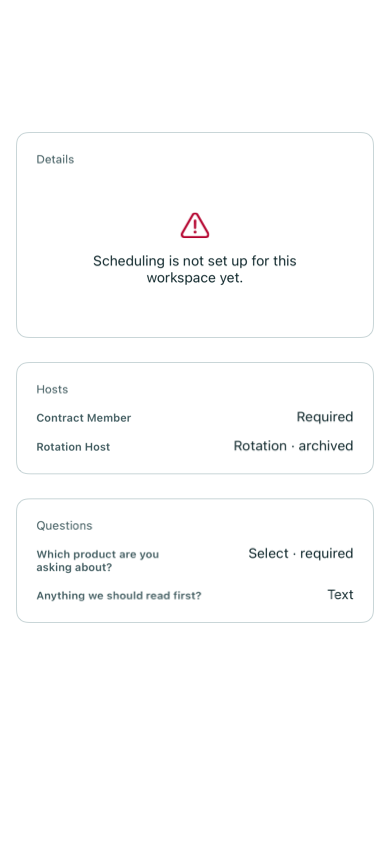 Details
Scheduling is not set up for this
workspace yet.
Hosts
Contract Member
Required
Rotation Host
Rotation · archived
Questions
Which product are you
asking about?
Select · required
Anything we should read first?
Text